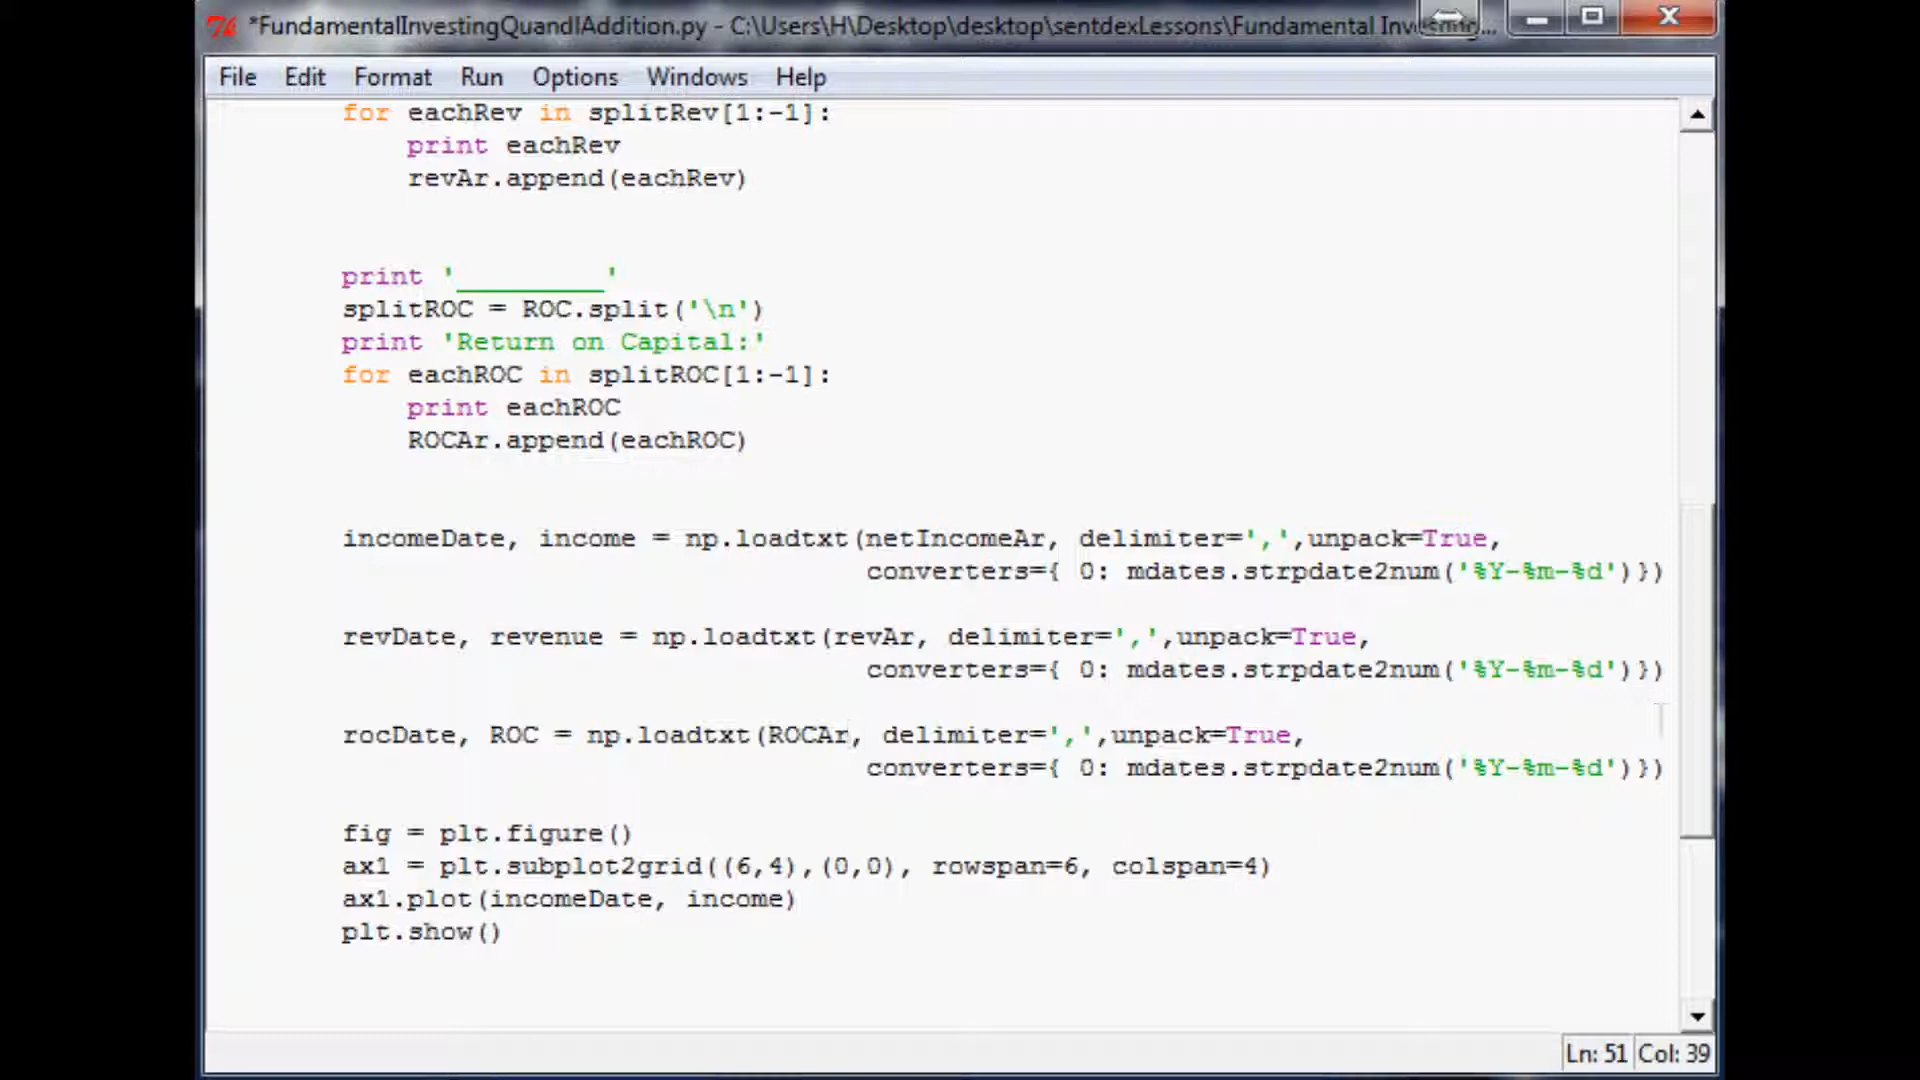 *FundamentalInvestingQuandlAddition.py - C:\Users\H\Desktop\desktop\sentdexLessons\Fundamental Investing...
File Edit Format Run Options Windows Help
for eachRev in splitRev[1:-1]:
print eachRev
revAr.append(eachRev)
print '_________'
splitROC = ROC.split('\n')
print 'Return on Capital:'
for eachROC in splitROC[1:-1]:
print eachROC
ROCAr.append(eachROC)
incomeDate, income = np.loadtxt(netIncomeAr, delimiter=',',unpack=True,
converters={ 0: mdates.strpdate2num('%Y-%m-%d')})
revDate, revenue = np.loadtxt(revAr, delimiter=',',unpack=True,
converters={ 0: mdates.strpdate2num('%Y-%m-%d')})
rocDate, ROC = np.loadtxt(ROCAr, delimiter=',',unpack=True,
converters={ 0: mdates.strpdate2num('%Y-%m-%d')})
fig = plt.figure()
ax1 = plt.subplot2grid((6,4),(0,0), rowspan=6, colspan=4)
ax1.plot(incomeDate, income)
plt.show()
Ln: 51 Col: 39